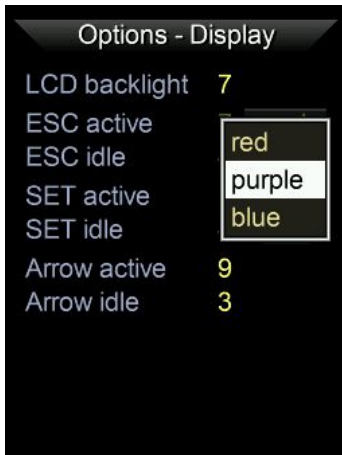 Options - Display
LCD backlight 7
ESC active
red
ESC idle
purple
SET active
blue
SET idle
Arrow active 9
Arrow idle 3